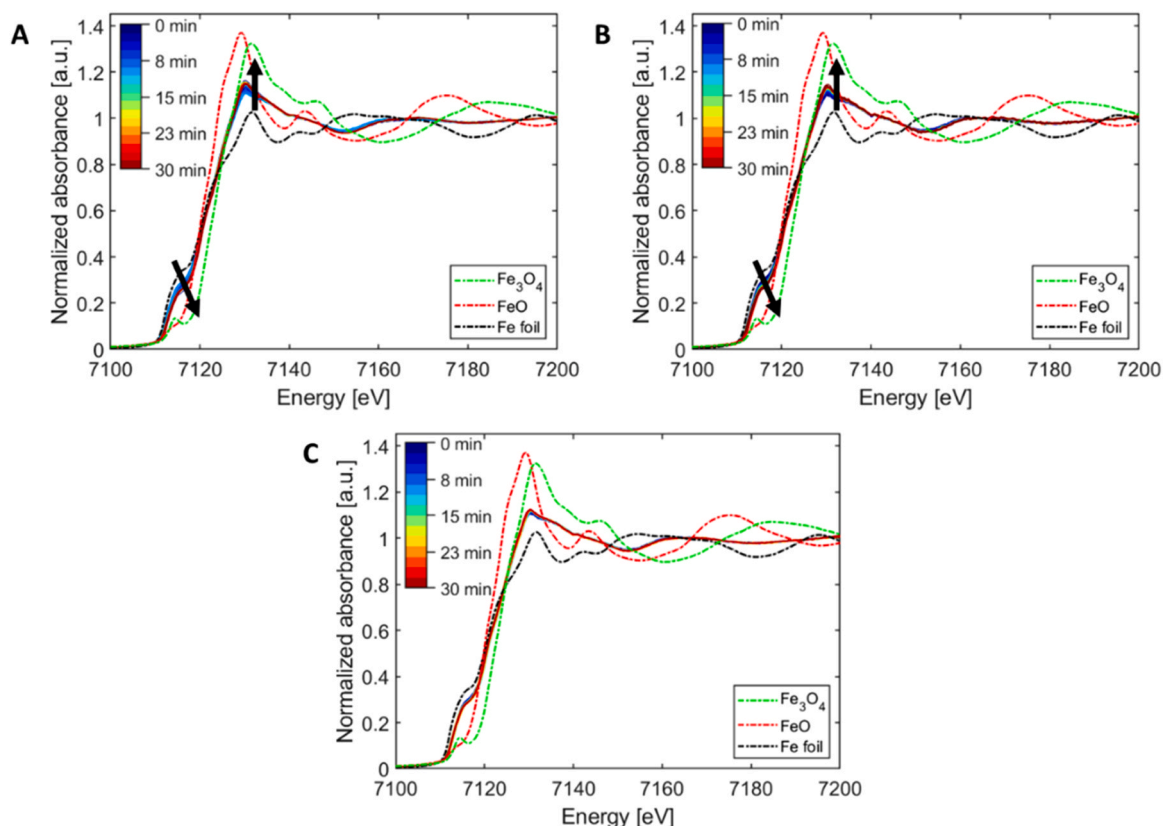 A
Normalized absorbance [a.u.]
1.4
1.2
1
0.8
0.6
0.4
0.2
0
0 min
8 min
15 min
23 min
30 min
Fe3O4
FeO
Fe foil
7100 7120 7140 7160 7180 7200
Energy [eV]
B
Normalized absorbance [a.u.]
1.4
1.2
1
0.8
0.6
0.4
0.2
0
0 min
8 min
15 min
23 min
30 min
Fe3O4
FeO
Fe foil
7100 7120 7140 7160 7180 7200
Energy [eV]
C
Normalized absorbance [a.u.]
1.4
1.2
1
0.8
0.6
0.4
0.2
0
0 min
8 min
15 min
23 min
30 min
Fe3O4
FeO
Fe foil
7100 7120 7140 7160 7180 7200
Energy [eV]